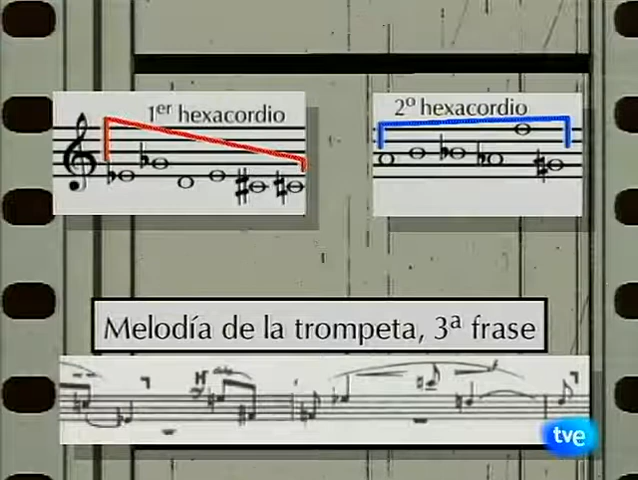 1er hexacordio
2º hexacordio
Melodía de la trompeta, 3ª frase
tve